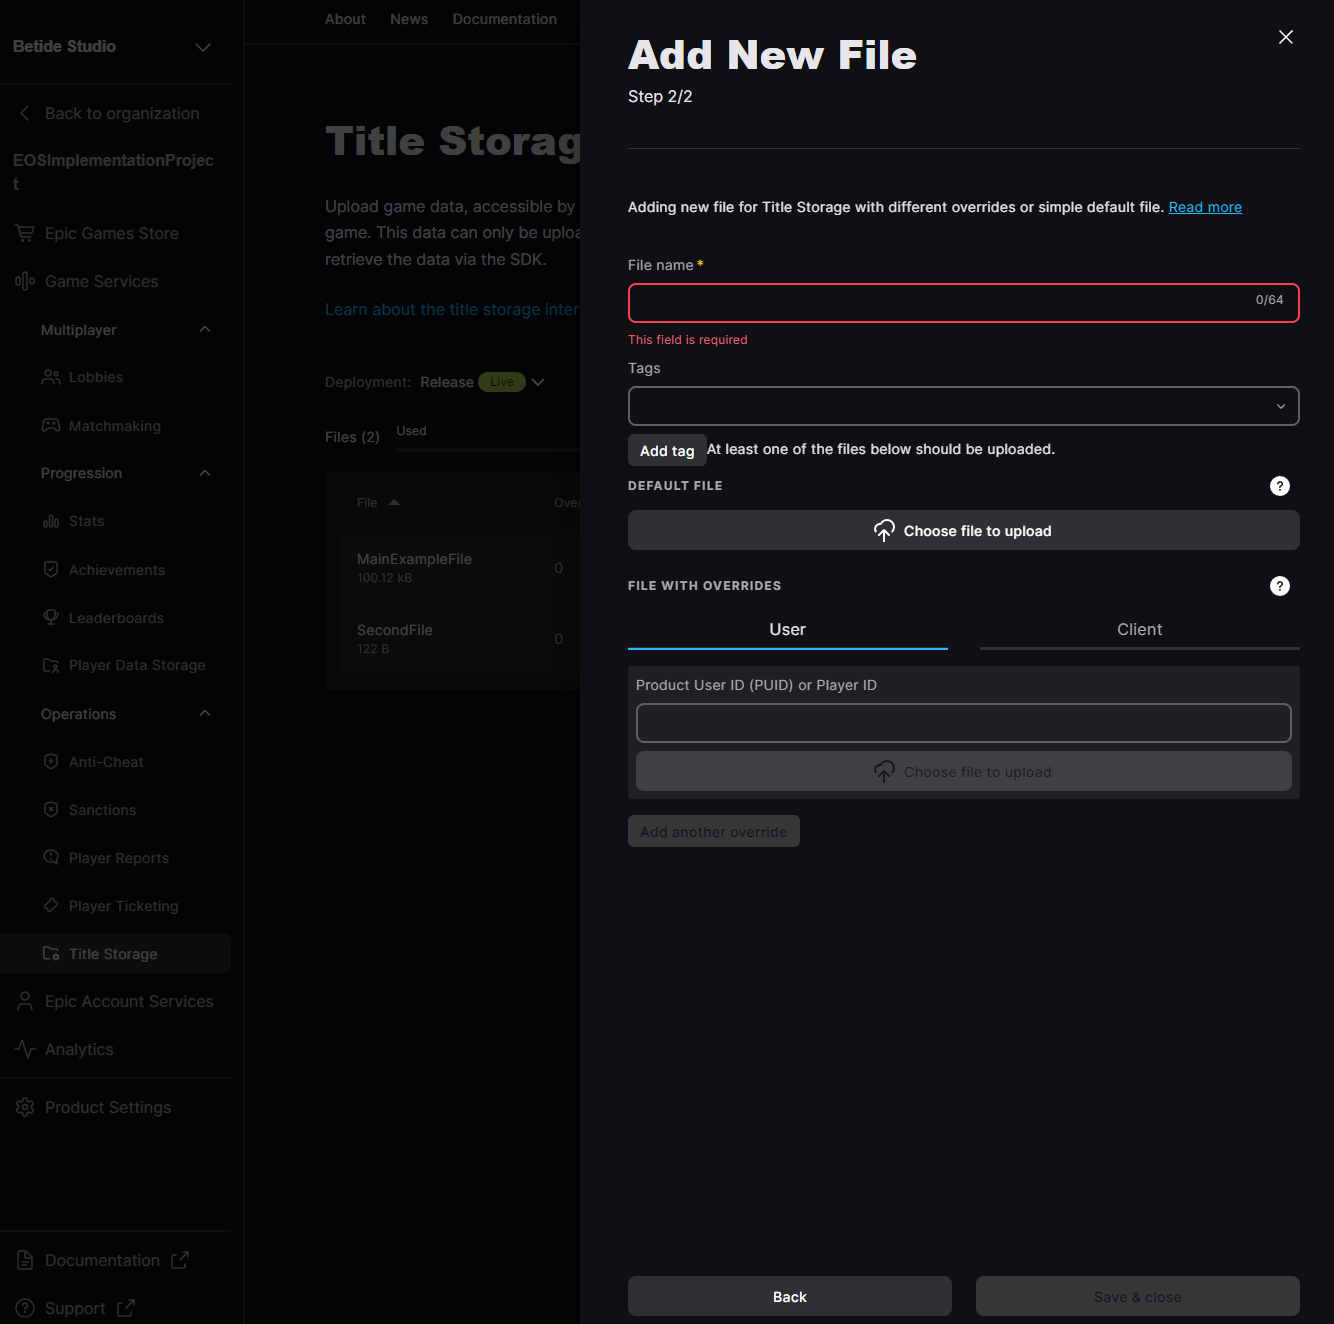 Betide Studio
Back to organization
EOSImplementationProjec
t
Epic Games Store
Game Services
Multiplayer
Lobbies
Matchmaking
Progression
Stats
Achievements
Leaderboards
Player Data Storage
Operations
Anti-Cheat
Sanctions
Player Reports
Player Ticketing
Title Storage
Epic Account Services
Analytics
Product Settings
Documentation
Support
About News Documentation
Title Storag
Upload game data, accessible by
game. This data can only be uploa
retrieve the data via the SDK.
Learn about the title storage inter
Deployment: Release Live
Files (2) Used
File Over
MainExampleFile
100.12 kB
0
SecondFile
122 B
0
Add New File
Step 2/2
Adding new file for Title Storage with different overrides or simple default file. Read more
File name *
0/64
This field is required
Tags
Add tag At least one of the files below should be uploaded.
DEFAULT FILE ?
Choose file to upload
FILE WITH OVERRIDES ?
User Client
Product User ID (PUID) or Player ID
Choose file to upload
Add another override
Back Save & close